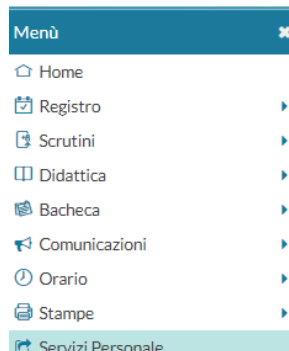 Menù
Home
Registro
Scrutini
Didattica
Bacheca
Comunicazioni
Orario
Stampe
Servizi Personale